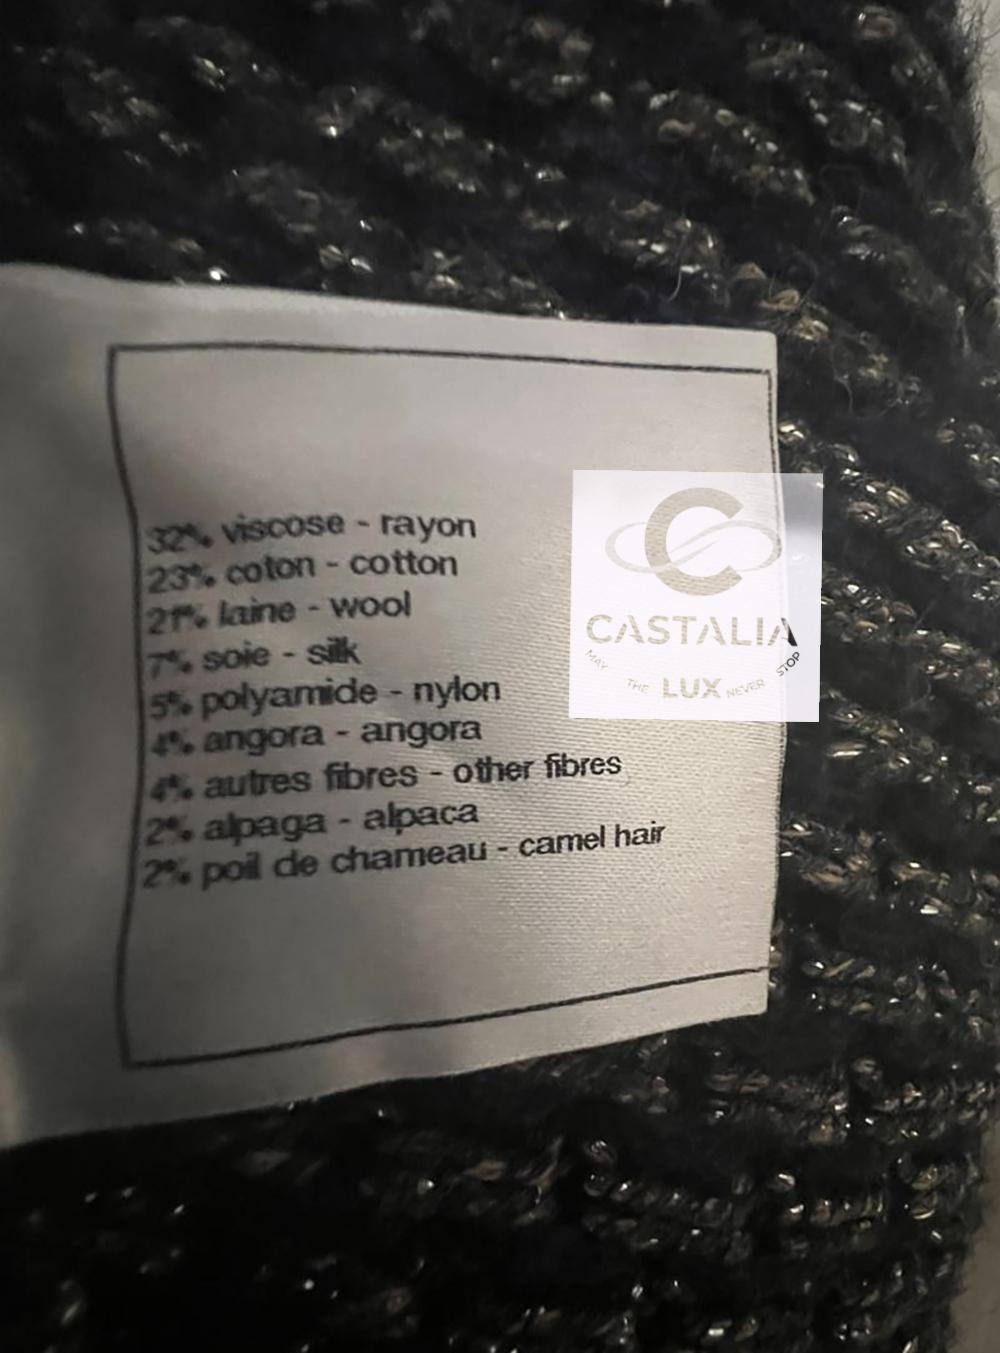 32% viscose - rayon
23% coton - cotton
21% laine - wool
7% soie - silk
5% polyamide - nylon
4% angora - angora
4% autres fibres - other fibres
2% alpaga - alpaca
2% poil de chameau - camel hair
C
CASTALIA
MAY THE LUX NEVER STOP